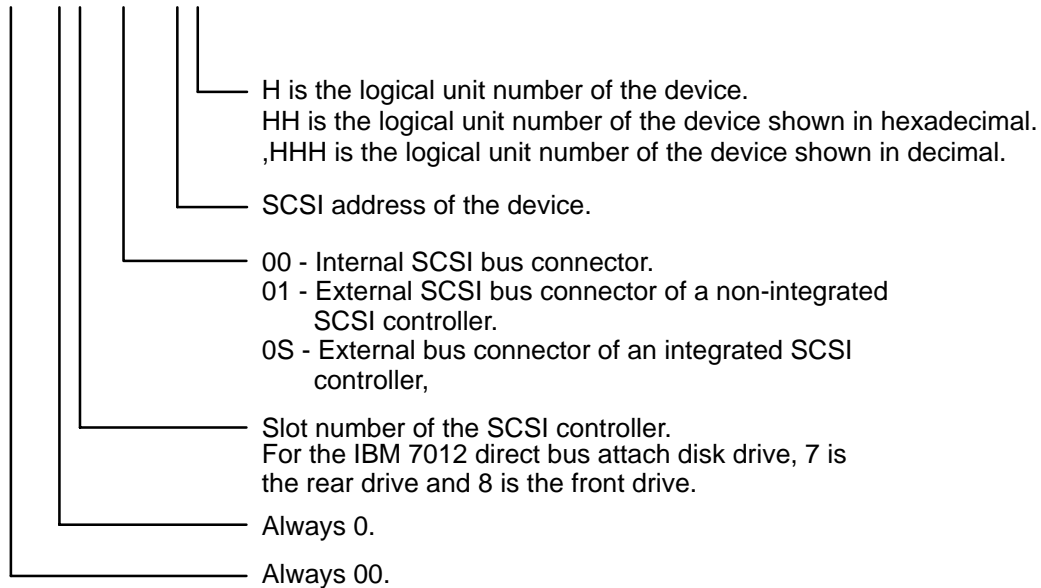 H is the logical unit number of the device.
HH is the logical unit number of the device shown in hexadecimal.
,HHH is the logical unit number of the device shown in decimal.
SCSI address of the device.
00 - Internal SCSI bus connector.
01 - External SCSI bus connector of a non-integrated
SCSI controller.
0S - External bus connector of an integrated SCSI
controller,
Slot number of the SCSI controller.
For the IBM 7012 direct bus attach disk drive, 7 is
the rear drive and 8 is the front drive.
Always 0.
Always 00.